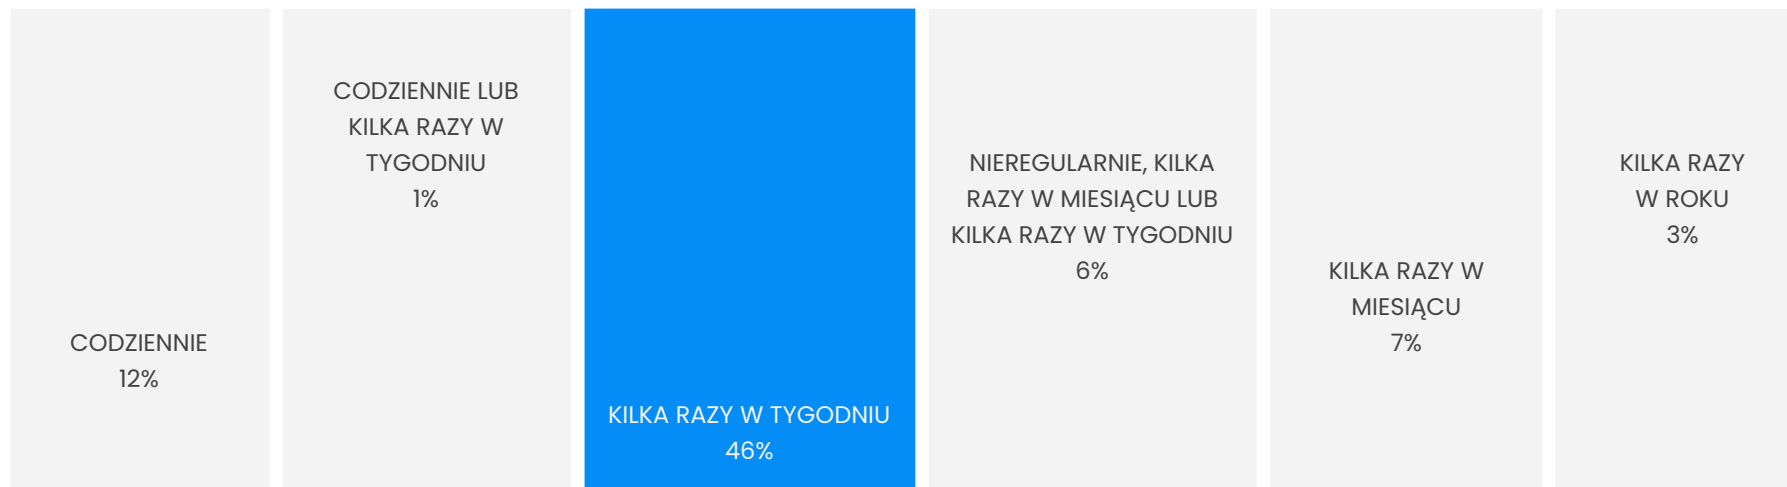 CODZIENNIE
12%
CODZIENNIE LUB
KILKA RAZY W
TYGODNIU
1%
KILKA RAZY W TYGODNIU
46%
NIEREGULARNIE, KILKA
RAZY W MIESIĄCU LUB
KILKA RAZY W TYGODNIU
6%
KILKA RAZY W
MIESIĄCU
7%
KILKA RAZY
W ROKU
3%